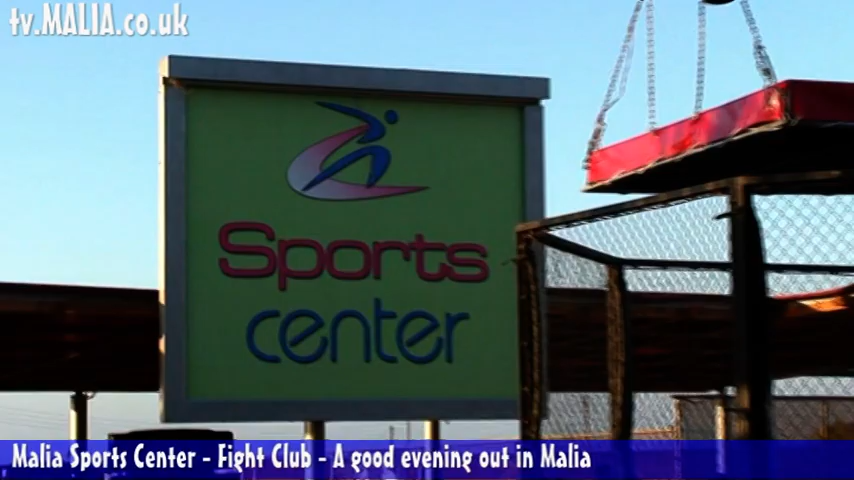 tv.MALIA.co.uk
Sports
center
Malia Sports Center - Fight Club - A good evening out in Malia